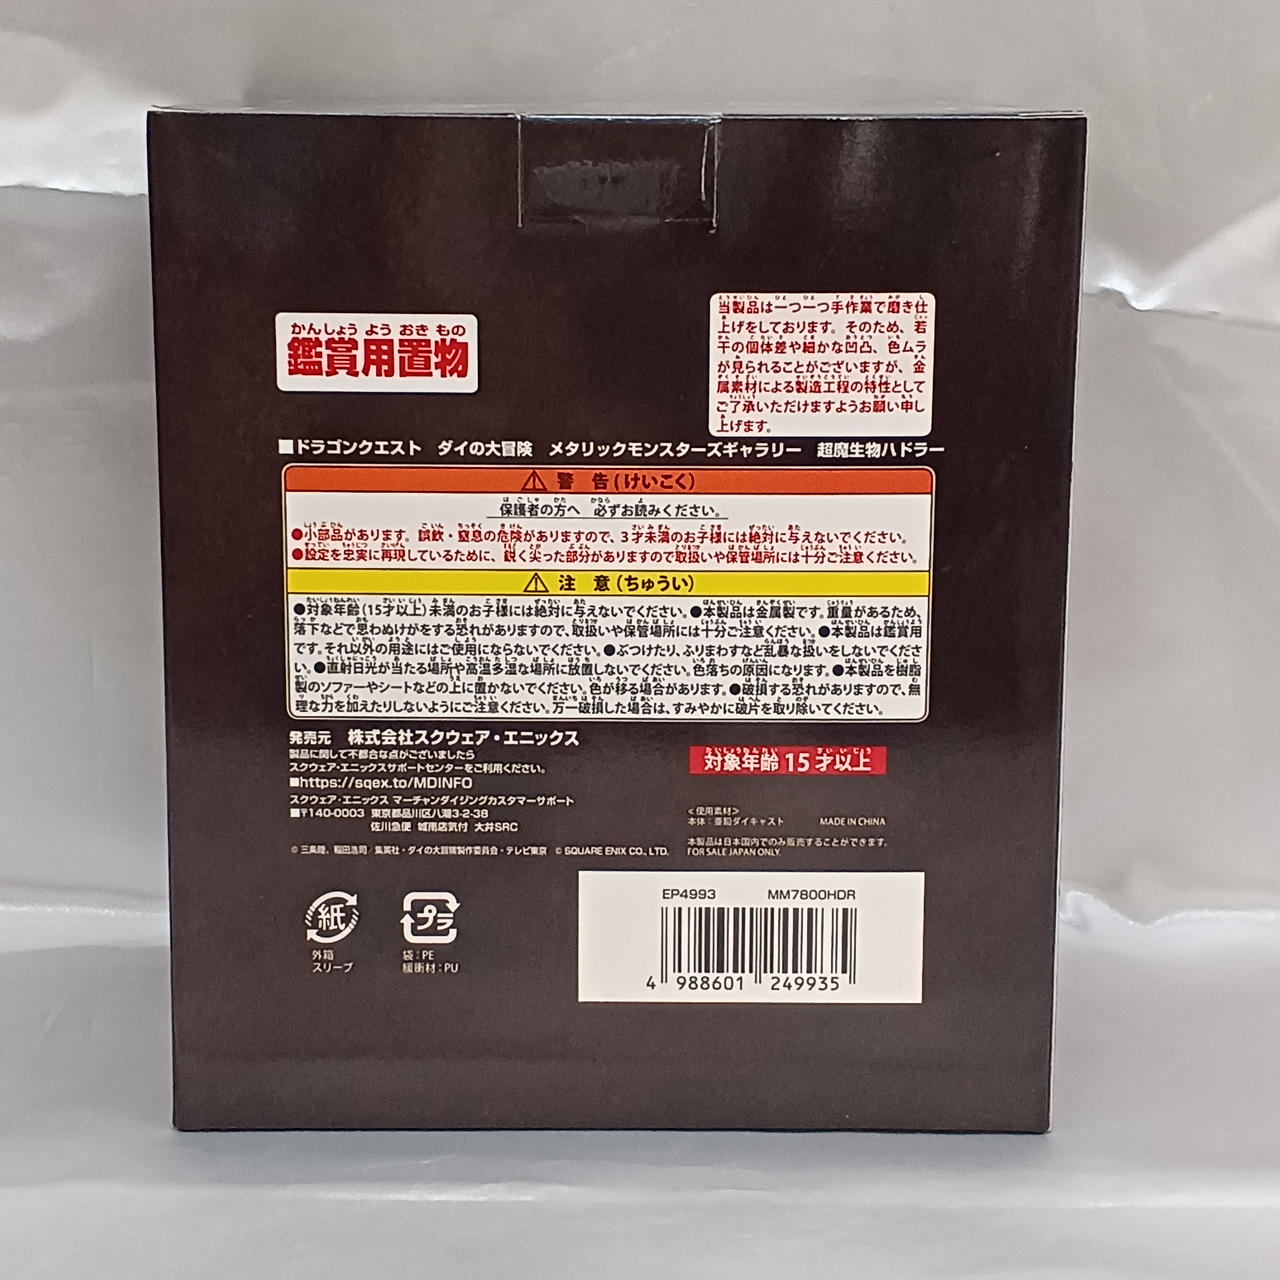 かんしょう よう おき もの
鑑賞用置物
当製品は一つ一つ手作業で磨き仕
上げをしております。そのため、若
干の個体差や細かな凹凸、色ムラ
が見られることがございますが、金
属素材による製造工程の特性として
ご了承いただけますようお願い申し
上げます。
■ドラゴンクエスト ダイの大冒険 メタリックモンスターズギャラリー 超魔生物ハドラー
⚠ 警 告(けいこく)
保護者の方へ 必ずお読みください。
●小部品があります。誤飲・窒息の危険がありますので、3才未満のお子様には絶対に与えないでください。
●設定を忠実に再現しているために、鋭く尖った部分がありますので取扱いや保管場所には十分ご注意ください。
⚠ 注 意(ちゅうい)
●対象年齢(15才以上)未満のお子様には絶対に与えないでください。●本製品は金属製です。重量があるため、
落下などで思わぬけがをする恐れがありますので、取扱いや保管場所には十分ご注意ください。●本製品は鑑賞用
です。それ以外の用途にはご使用にならないでください。●ぶつけたり、ふりまわすなど乱暴な扱いをしないでくださ
い。●直射日光が当たる場所や高温多湿な場所に放置しないでください。色落ちの原因になります。●本製品を樹脂
製のソファーやシートなどの上に置かないでください。色が移る場合があります。●破損する恐れがありますので、無
理な力を加えたりしないようにご注意ください。万一破損した場合は、すみやかに破片を取り除いてください。
発売元 株式会社スクウェア・エニックス
製品に関して不都合な点がございましたら
スクウェア・エニックスサポートセンターをご利用ください。
■https://sqex.to/MDINFO
スクウェア・エニックス マーチャンダイジングカスタマーサポート
■〒140-0003 東京都品川区八潮3-2-38
佐川急便 城南店気付 大井SRC
対象年齢15才以上
<使用素材>
本体:亜鉛ダイキャスト MADE IN CHINA
本製品は日本国内でのみ販売することができます。
FOR SALE JAPAN ONLY.
© 三条陸、稲田浩司/集英社・ダイの大冒険製作委員会・テレビ東京 © SQUARE ENIX CO., LTD.
紙
外箱
スリーブ
プラ
袋:PE
緩衝材:PU
EP4993 MM7800HDR
4 988601 249935